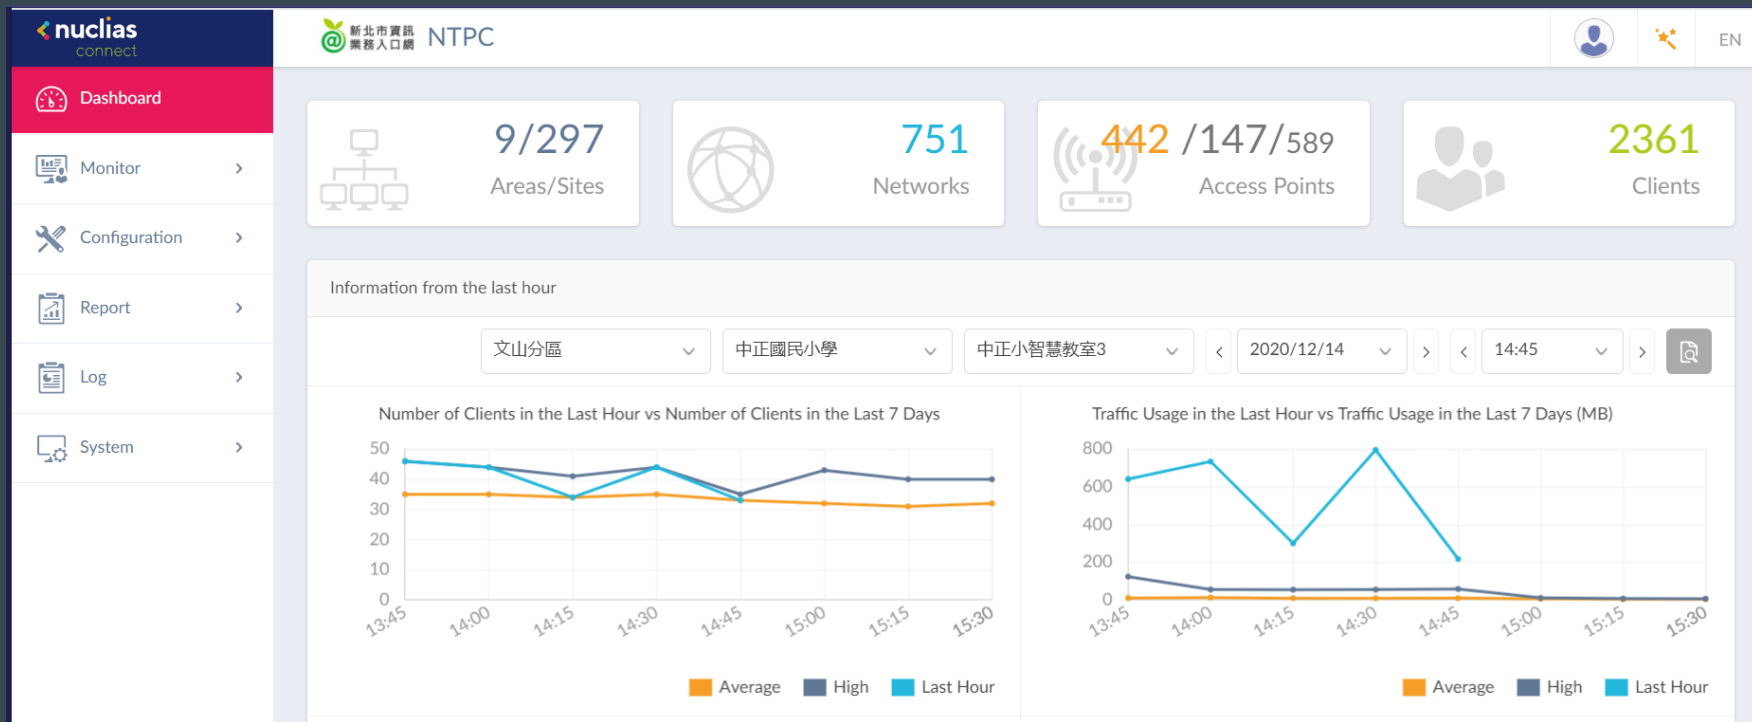 nuclias
connect
新北市資訊
業務入口網
NTPC
EN
Dashboard
Monitor
Configuration
Report
Log
System
9/297
Areas/Sites
751
Networks
442 /147/589
Access Points
2361
Clients
Information from the last hour
文山分區
中正國民小學
中正小智慧教室3
2020/12/14
14:45
Number of Clients in the Last Hour vs Number of Clients in the Last 7 Days
50
40
30
20
10
0
13:45 14:00 14:15 14:30 14:45 15:00 15:15 15:30
Average High Last Hour
Traffic Usage in the Last Hour vs Traffic Usage in the Last 7 Days (MB)
800
600
400
200
0
13:45 14:00 14:15 14:30 14:45 15:00 15:15 15:30
Average High Last Hour